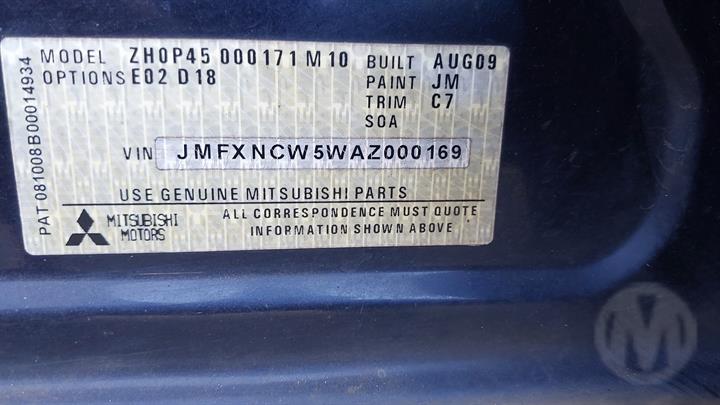 MODEL ZH0P45 000171 M10 BUILT AUG09
OPTIONS E02 D18 PAINT JM
TRIM C7
SOA
VIN JMFXNCW5WAZ000169
USE GENUINE MITSUBISHI PARTS
MITSUBISHI MOTORS
ALL CORRESPONDENCE MUST QUOTE
INFORMATION SHOWN ABOVE
PAT 081008B00014934
M
M